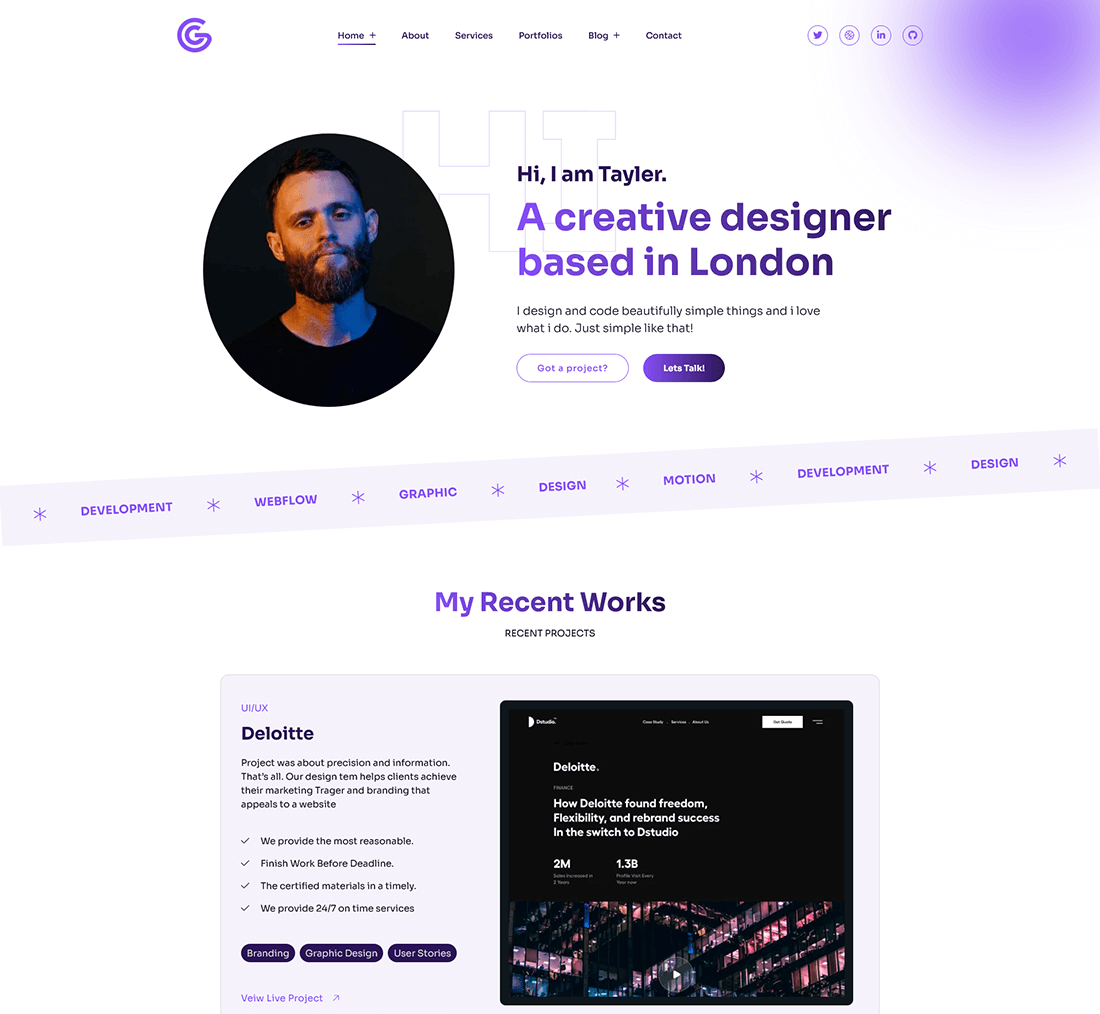 Home +
About
Services
Portfolios
Blog +
Contact
HI
Hi, I am Tayler.
A creative designer
based in London
I design and code beautifully simple things and i love
what i do. Just simple like that!
Got a project?
Lets Talk!
DEVELOPMENT
WEBFLOW
GRAPHIC
DESIGN
MOTION
DEVELOPMENT
DESIGN
My Recent Works
RECENT PROJECTS
UI/UX
Deloitte
Project was about precision and information.
That's all. Our design tem helps clients achieve
their marketing Trager and branding that
appeals to a website
We provide the most reasonable.
Finish Work Before Deadline.
The certified materials in a timely.
We provide 24/7 on time services
Branding
Graphic Design
User Stories
Veiw Live Project
Dstudio.
Case Study
Services
About Us
Get Quote
Deloitte.
FINANCE
How Deloitte found freedom,
Flexibility, and rebrand success
In the switch to Dstudio
2M
Sales increased in
2 Years
1.3B
Profile Visit Every
Year now